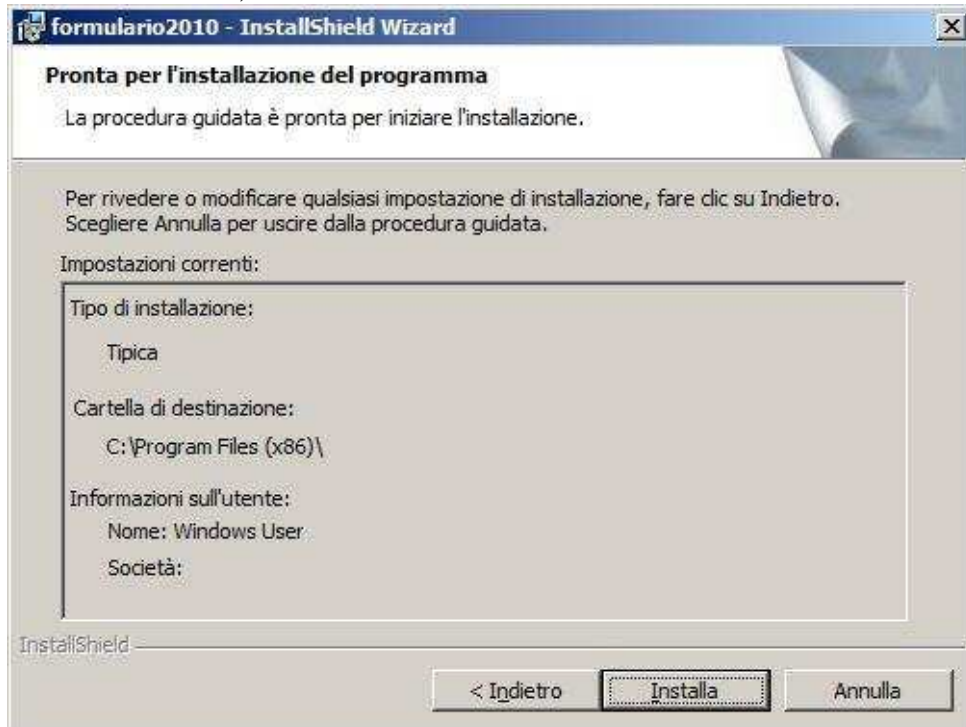 formulario2010 - InstallShield Wizard
Pronta per l'installazione del programma
La procedura guidata è pronta per iniziare l'installazione.
Per rivedere o modificare qualsiasi impostazione di installazione, fare clic su Indietro.
Scegliere Annulla per uscire dalla procedura guidata.
Impostazioni correnti:
Tipo di installazione:
Tipica
Cartella di destinazione:
C:\Program Files (x86)\
Informazioni sull'utente:
Nome: Windows User
Società:
InstallShield
< Indietro Installa Annulla